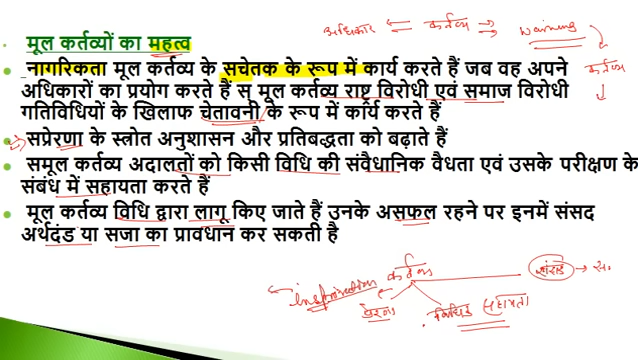 अधिकार कर्तव्य warning
मूल कर्तव्यों का महत्व
नागरिकता मूल कर्तव्य के सचेतक के रूप में कार्य करते हैं जब वह अपने
कर्तव्य
अधिकारों का प्रयोग करते हैं स् मूल कर्तव्य राष्ट्र विरोधी एवं समाज विरोधी
गतिविधियों के खिलाफ चेतावनी के रूप में कार्य करते हैं
सप्रेरणा के स्त्रोत अनुशासन और प्रतिबद्धता को बढ़ाते हैं
समूल कर्तव्य अदालतों को किसी विधि की संवैधानिक वैधता एवं उसके परीक्षण के
संबंध में सहायता करते हैं
मूल कर्तव्य विधि द्वारा लागू किए जाते हैं उनके असफल रहने पर इनमें संसद
अर्थदंड या सजा का प्रावधान कर सकती है
कर्तव्य
संसद
प्रेरणा सहायता